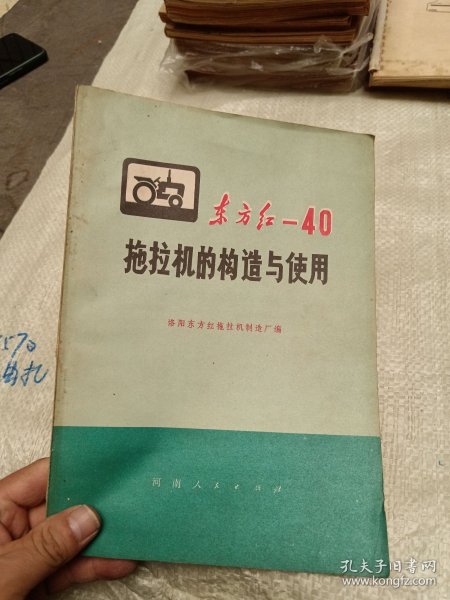 东方红-40
拖拉机的构造与使用
洛阳东方红拖拉机制造厂编
河南人民出版社
570
孔夫子旧书网
www.kongfz.com